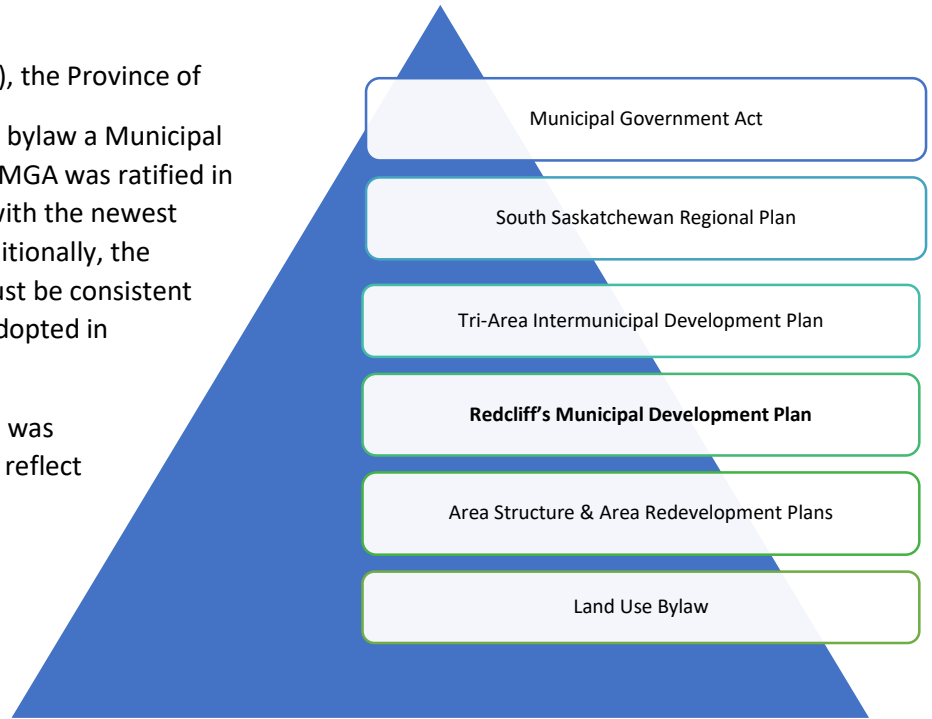 ), the Province of
bylaw a Municipal
MGA was ratified in
with the newest
itionally, the
ust be consistent
dopted in
was
reflect
Municipal Government Act
South Saskatchewan Regional Plan
Tri-Area Intermunicipal Development Plan
Redcliff's Municipal Development Plan
Area Structure & Area Redevelopment Plans
Land Use Bylaw